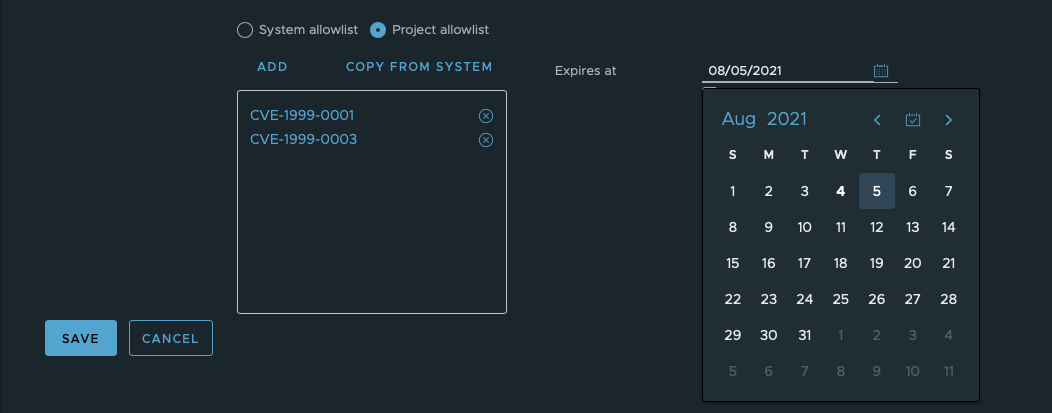 System allowlist Project allowlist
ADD COPY FROM SYSTEM
Expires at 08/05/2021
CVE-1999-0001
CVE-1999-0003
Aug 2021
S M T W T F S
1 2 3 4 5 6 7
8 9 10 11 12 13 14
15 16 17 18 19 20 21
22 23 24 25 26 27 28
29 30 31 1 2 3 4
5 6 7 8 9 10 11
SAVE CANCEL